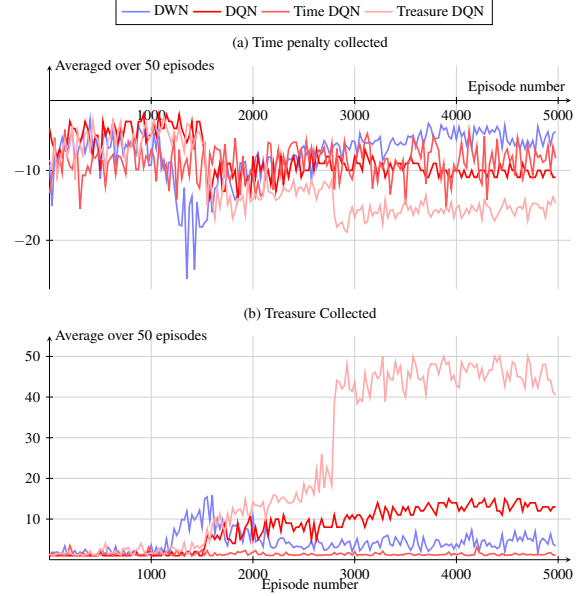 DWN DQN Time DQN Treasure DQN
(a) Time penalty collected
Averaged over 50 episodes
Episode number
1000 2000 3000 4000 5000
−10
−20
(b) Treasure Collected
Average over 50 episodes
50
40
30
20
10
1000 2000 3000 4000 5000
Episode number